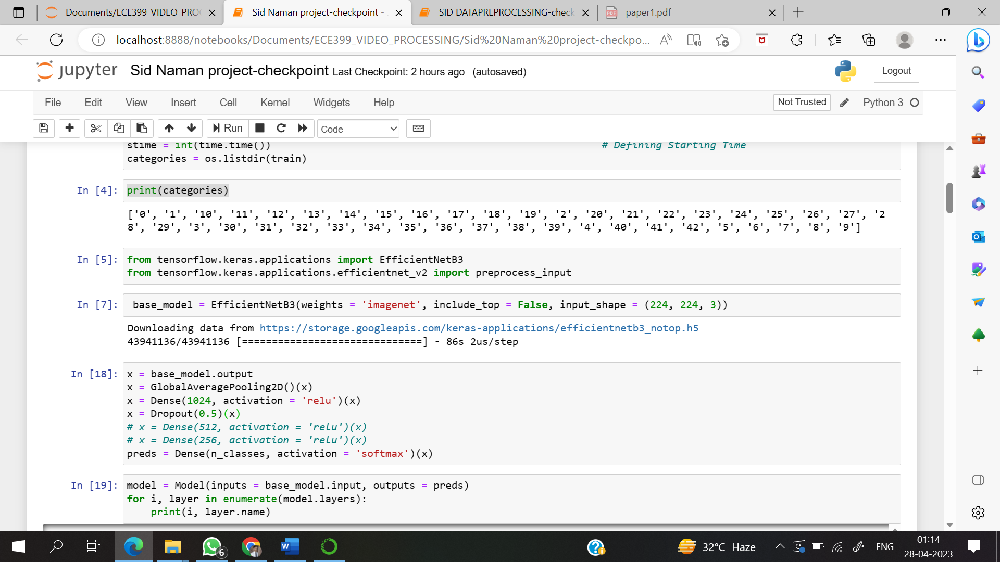 Documents/ECE399_VIDEO_PRO
Sid Naman project-checkpoint -
SID DATAPREPROCESSING-check
paper1.pdf
localhost:8888/notebooks/Documents/ECE399_VIDEO_PROCESSING/Sid%20Naman%20project-checkpo...
jupyter Sid Naman project-checkpoint Last Checkpoint: 2 hours ago (autosaved)
Logout
File Edit View Insert Cell Kernel Widgets Help
Not Trusted
Python 3
Run
Code
stime = int(time.time()) # Defining Starting Time
categories = os.listdir(train)
In [4]: print(categories)
['0', '1', '10', '11', '12', '13', '14', '15', '16', '17', '18', '19', '2', '20', '21', '22', '23', '24', '25', '26', '27', '2
8', '29', '3', '30', '31', '32', '33', '34', '35', '36', '37', '38', '39', '4', '40', '41', '42', '5', '6', '7', '8', '9']
In [5]: from tensorflow.keras.applications import EfficientNetB3
from tensorflow.keras.applications.efficientnet_v2 import preprocess_input
In [7]: base_model = EfficientNetB3(weights = 'imagenet', include_top = False, input_shape = (224, 224, 3))
Downloading data from https://storage.googleapis.com/keras-applications/efficientnetb3_notop.h5
43941136/43941136 [==============================] - 86s 2us/step
In [18]: x = base_model.output
x = GlobalAveragePooling2D()(x)
x = Dense(1024, activation = 'relu')(x)
x = Dropout(0.5)(x)
# x = Dense(512, activation = 'relu')(x)
# x = Dense(256, activation = 'relu')(x)
preds = Dense(n_classes, activation = 'softmax')(x)
In [19]: model = Model(inputs = base_model.input, outputs = preds)
for i, layer in enumerate(model.layers):
print(i, layer.name)
6
32°C Haze
ENG
01:14
28-04-2023